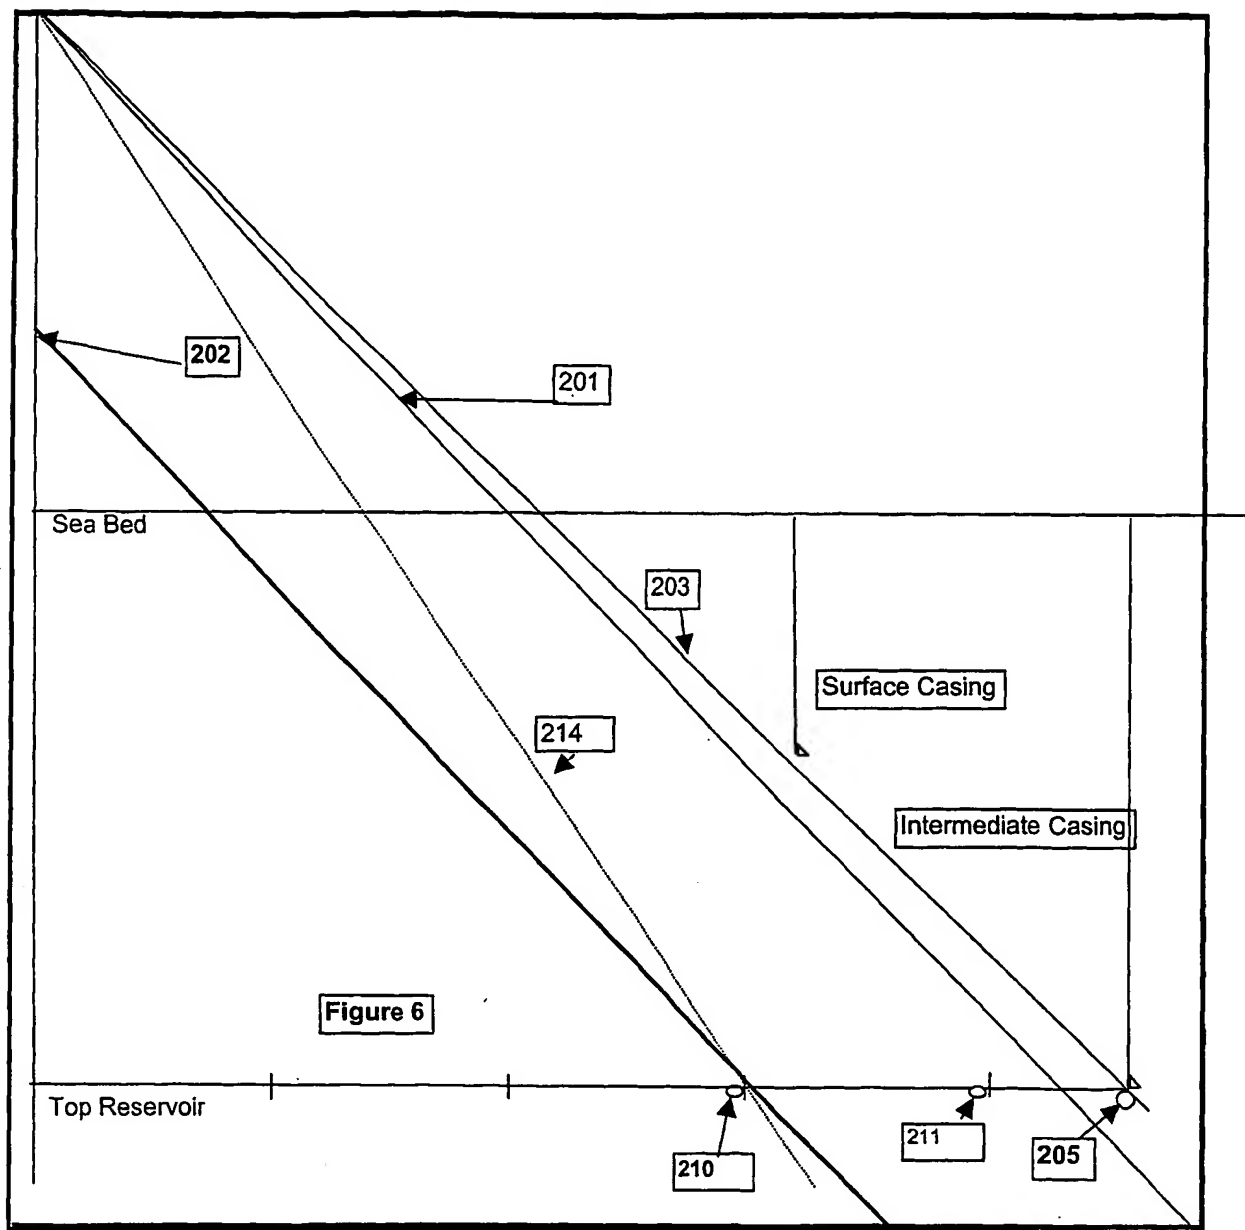 202
201
Sea Bed
203
Surface Casing
214
Intermediate Casing
Figure 6
Top Reservoir
211
205
210